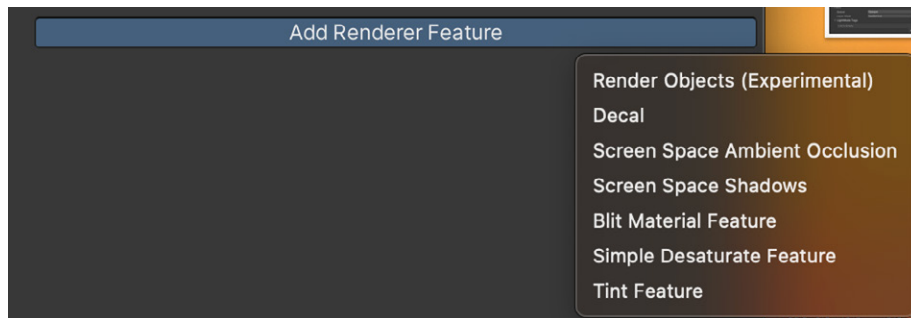 Add Renderer Feature
Render Objects (Experimental)
Decal
Screen Space Ambient Occlusion
Screen Space Shadows
Blit Material Feature
Simple Desaturate Feature
Tint Feature